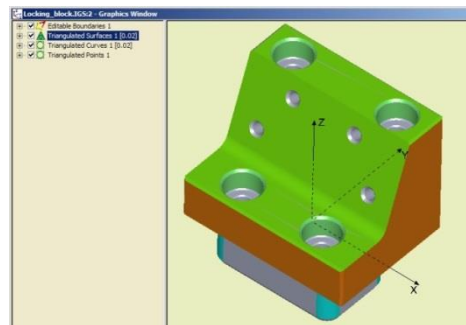 Locking_block.IGS:2 - Graphics Window
Editable Boundaries 1
Triangulated Surfaces 1 [0.02]
Triangulated Curves 1 [0.02]
Triangulated Points 1
Z
Y
X